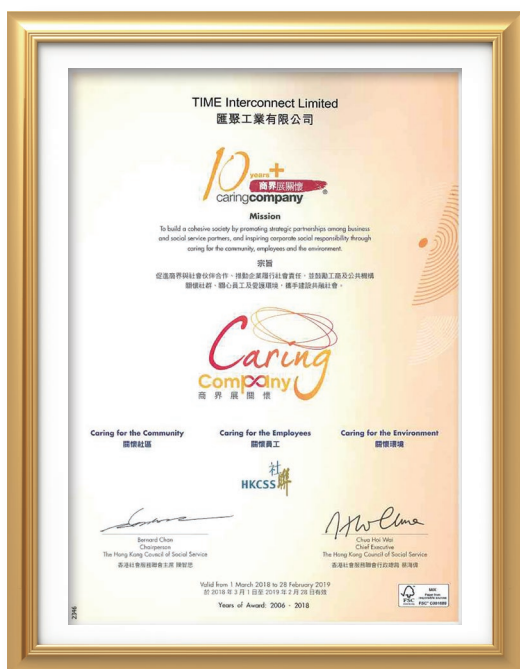 TIME Interconnect Limited
匯聚工業有限公司
10 years+
商界展關懷
caringcompany ®
Mission
To build a cohesive society by promoting strategic partnerships among business
and social service partners, and inspiring corporate social responsibility through
caring for the community, employees and the environment.
宗旨
促進商界與社會伙伴合作、推動企業履行社會責任，並鼓勵工商及公共機構
關懷社群、關心員工及愛護環境，攜手建設共融社會。
Caring
Company
商界展關懷
Caring for the Community
關懷社區
Caring for the Employees
關懷員工
Caring for the Environment
關懷環境
社
HKCSS聯
Bernard Chan
Chairperson
The Hong Kong Council of Social Service
香港社會服務聯會主席 陳智思
Chua Hoi Wai
Chief Executive
The Hong Kong Council of Social Service
香港社會服務聯會行政總裁 蔡海偉
Valid from 1 March 2018 to 28 February 2019
於 2018 年 3 月 1 日至 2019 年 2 月 28 日有效
Years of Award: 2006 - 2018
2346
FSC
MIX